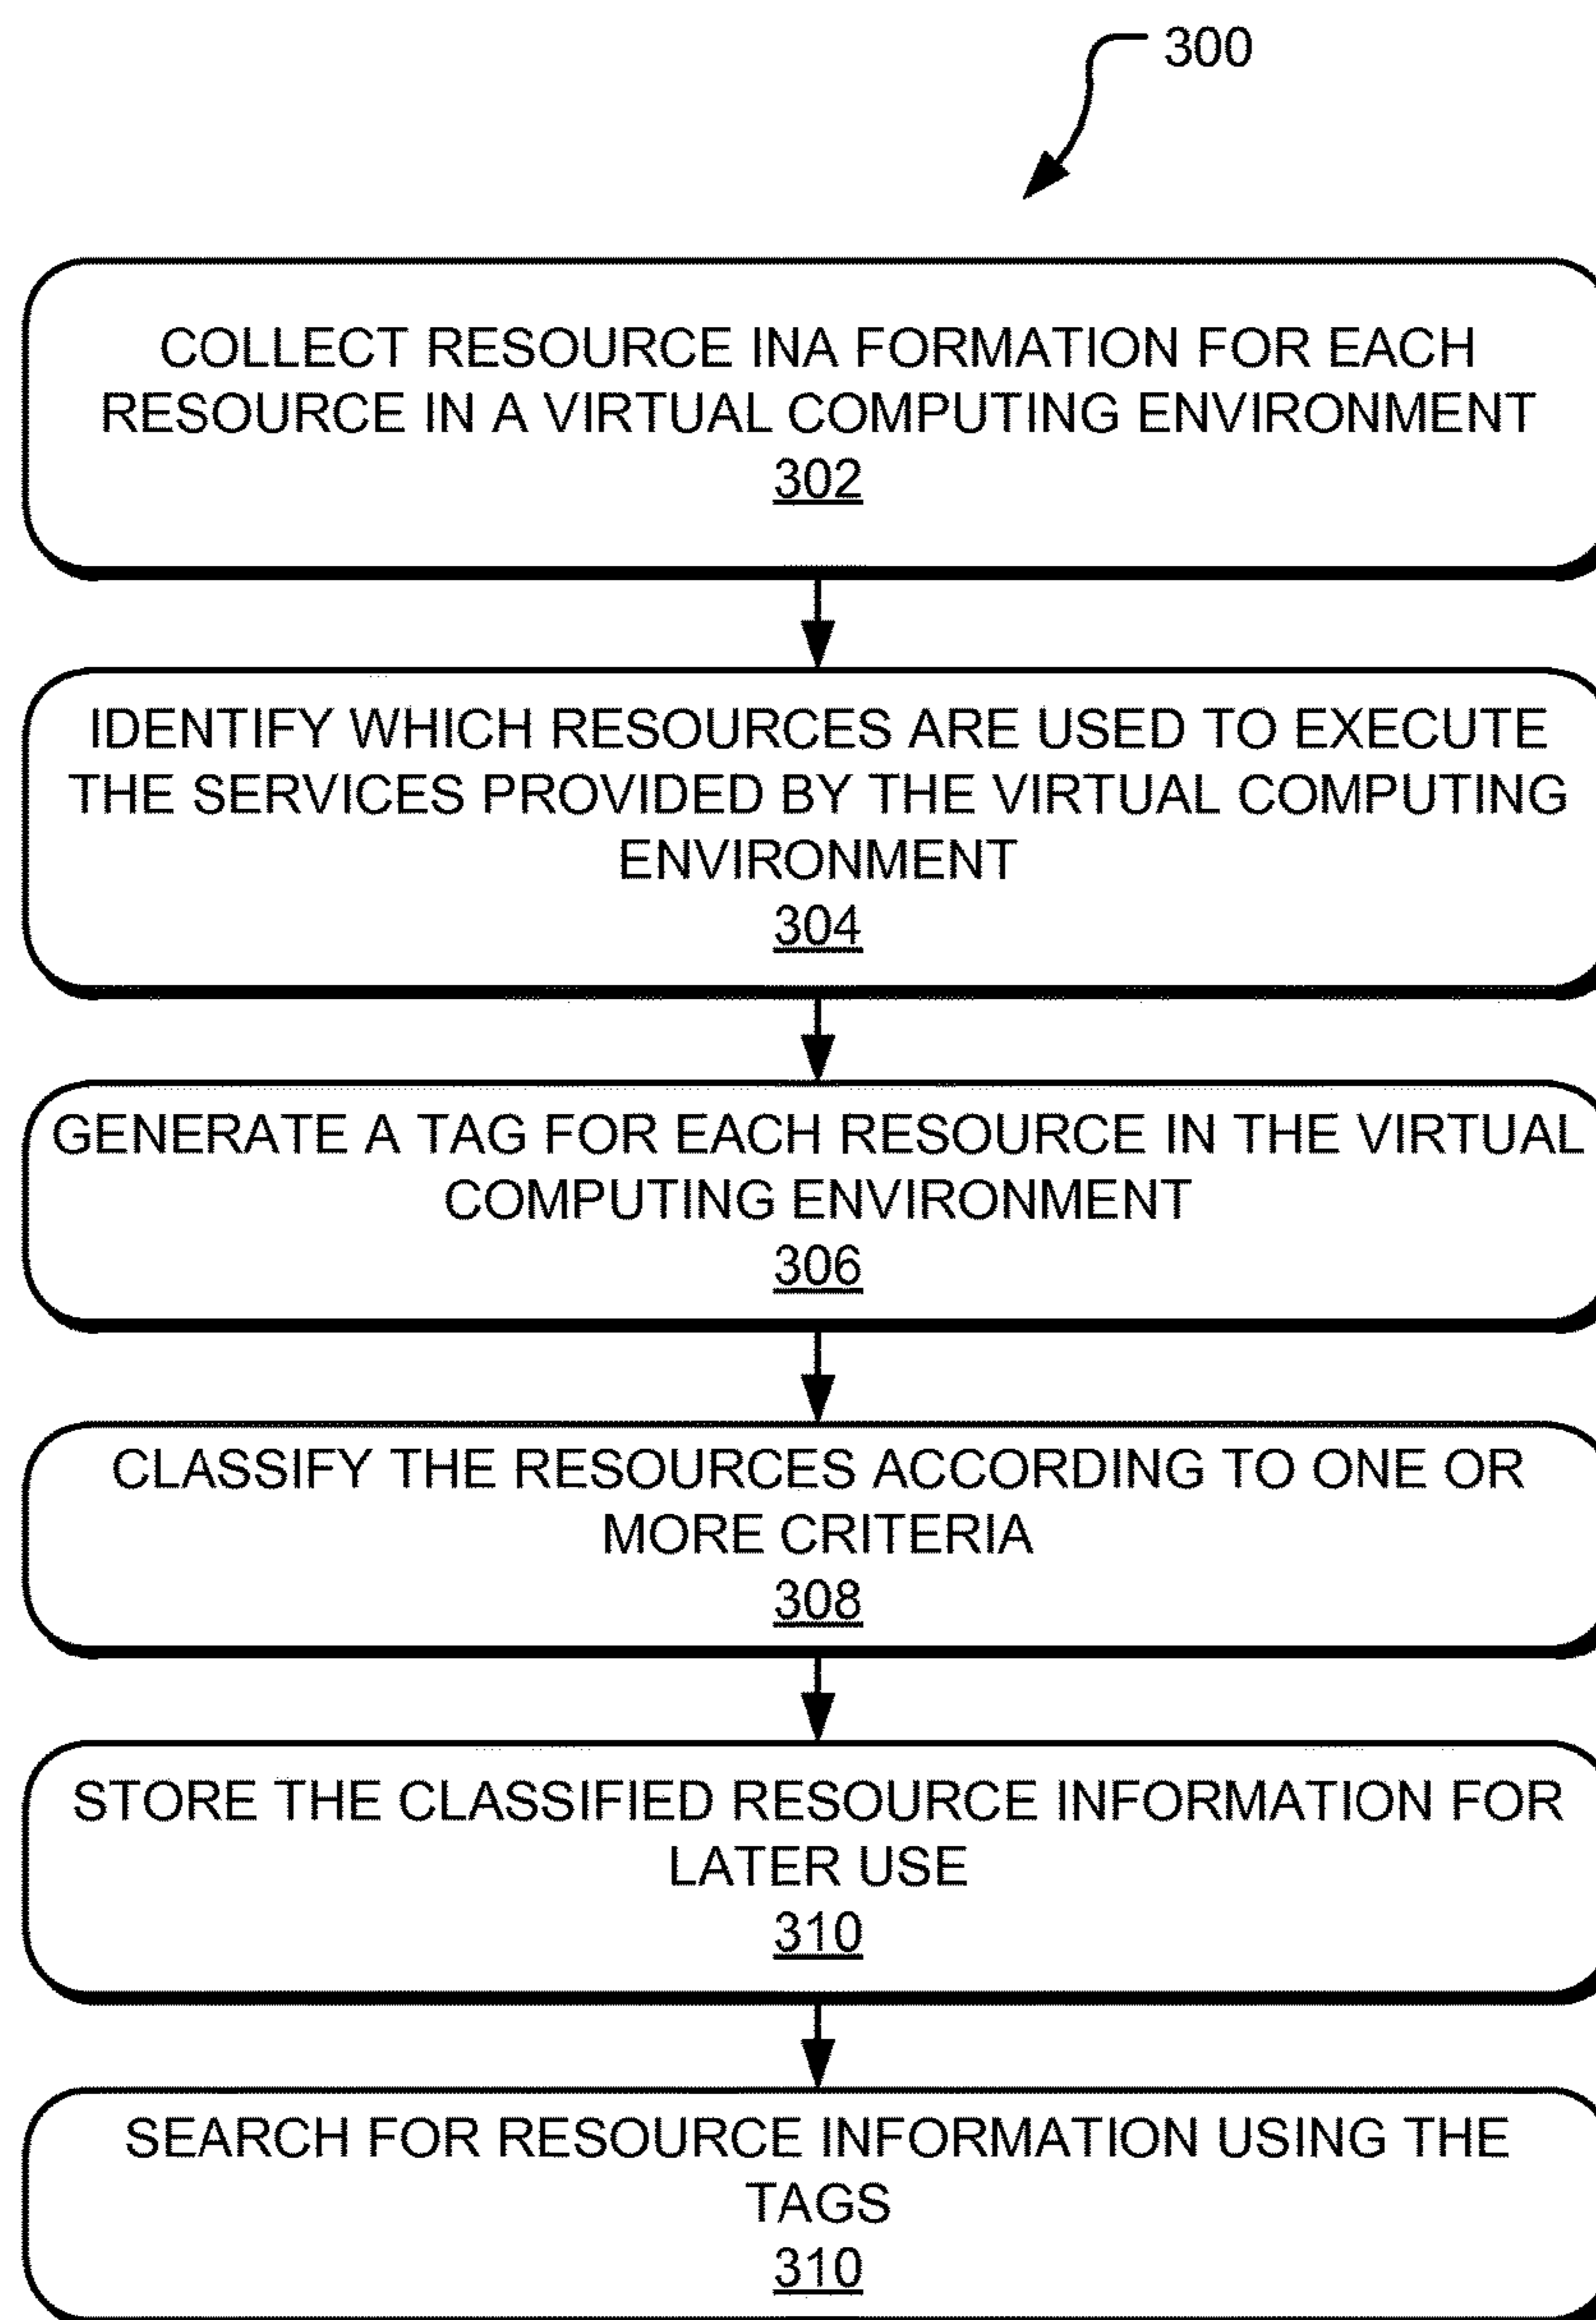 300
COLLECT RESOURCE INA FORMATION FOR EACH
RESOURCE IN A VIRTUAL COMPUTING ENVIRONMENT
302
IDENTIFY WHICH RESOURCES ARE USED TO EXECUTE
THE SERVICES PROVIDED BY THE VIRTUAL COMPUTING
ENVIRONMENT
304
GENERATE A TAG FOR EACH RESOURCE IN THE VIRTUAL
COMPUTING ENVIRONMENT
306
CLASSIFY THE RESOURCES ACCORDING TO ONE OR
MORE CRITERIA
308
STORE THE CLASSIFIED RESOURCE INFORMATION FOR
LATER USE
310
SEARCH FOR RESOURCE INFORMATION USING THE
TAGS
310